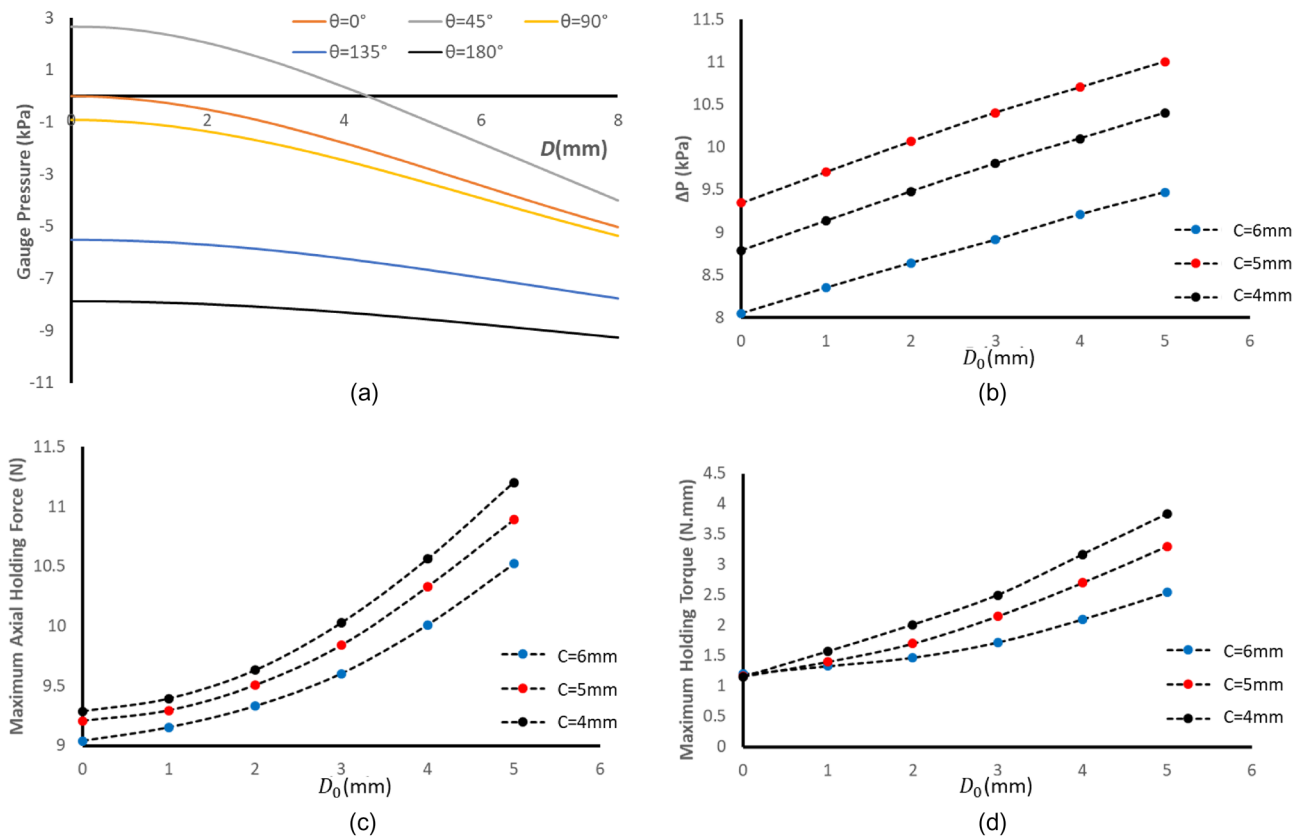 θ=0° θ=45° θ=90°
θ=135° θ=180°
3
1
-1
-3
-5
-7
-9
-11
0 2 4 6 8
Gauge Pressure (kPa)
D(mm)
(a)
11.5
11
10.5
10
9.5
9
8.5
8
ΔP (kPa)
0 1 2 3 4 5 6
D₀(mm)
C=6mm
C=5mm
C=4mm
(b)
11.5
11
10.5
10
9.5
9
Maximum Axial Holding Force (N)
0 1 2 3 4 5 6
D₀(mm)
C=6mm
C=5mm
C=4mm
(c)
4.5
4
3.5
3
2.5
2
1.5
1
0.5
0
Maximum Holding Torque (N.mm)
0 1 2 3 4 5 6
D₀(mm)
C=6mm
C=5mm
C=4mm
(d)